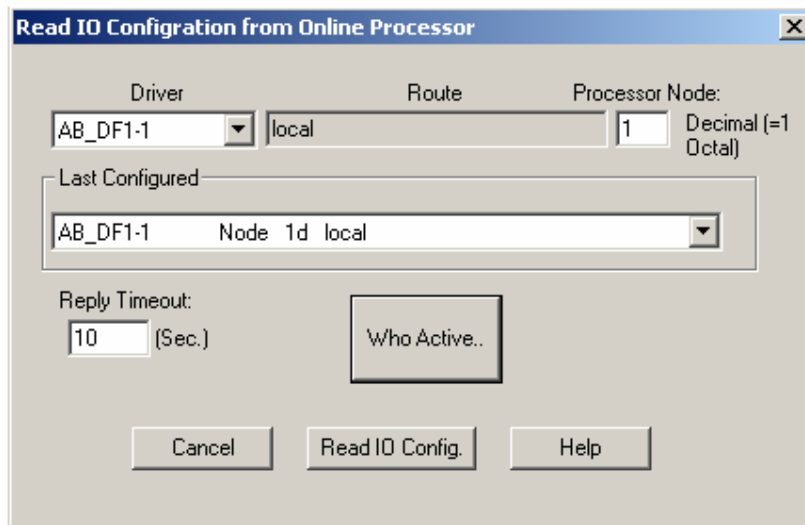 Read IO Configration from Online Processor
Driver Route Processor Node:
AB_DF1-1 local 1 Decimal (=1
Octal)
Last Configured
AB_DF1-1 Node 1d local
Reply Timeout:
10 (Sec.) Who Active..
Cancel Read IO Config. Help